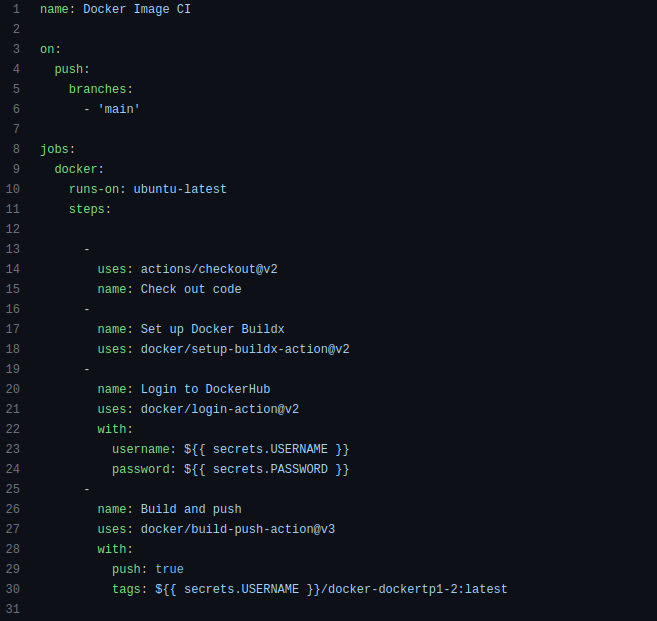 1 name: Docker Image CI
2
3 on:
4   push:
5     branches:
6       - 'main'
7
8 jobs:
9   docker:
10     runs-on: ubuntu-latest
11     steps:
12
13       -
14         uses: actions/checkout@v2
15         name: Check out code
16       -
17         name: Set up Docker Buildx
18         uses: docker/setup-buildx-action@v2
19       -
20         name: Login to DockerHub
21         uses: docker/login-action@v2
22         with:
23           username: ${{ secrets.USERNAME }}
24           password: ${{ secrets.PASSWORD }}
25       -
26         name: Build and push
27         uses: docker/build-push-action@v3
28         with:
29           push: true
30           tags: ${{ secrets.USERNAME }}/docker-dockertp1-2:latest
31